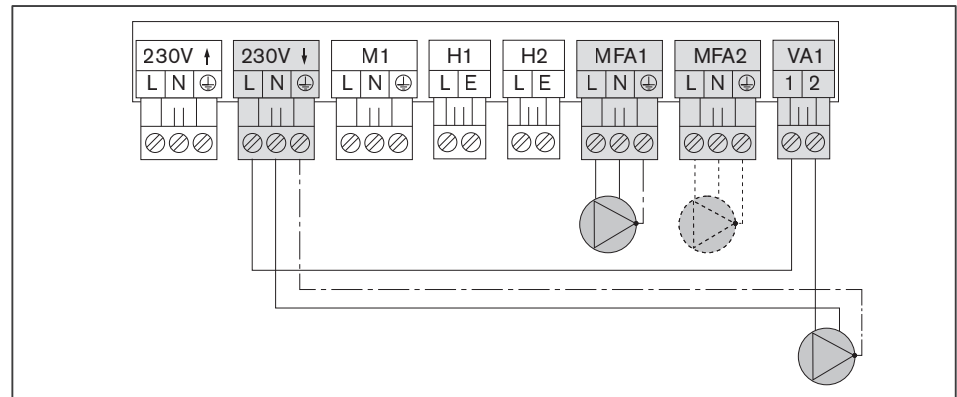 230V ↑ 230V ↓ M1 H1 H2 MFA1 MFA2 VA1
L N ⏚ L N ⏚ L N ⏚ L E L E L N ⏚ L N ⏚ 1 2